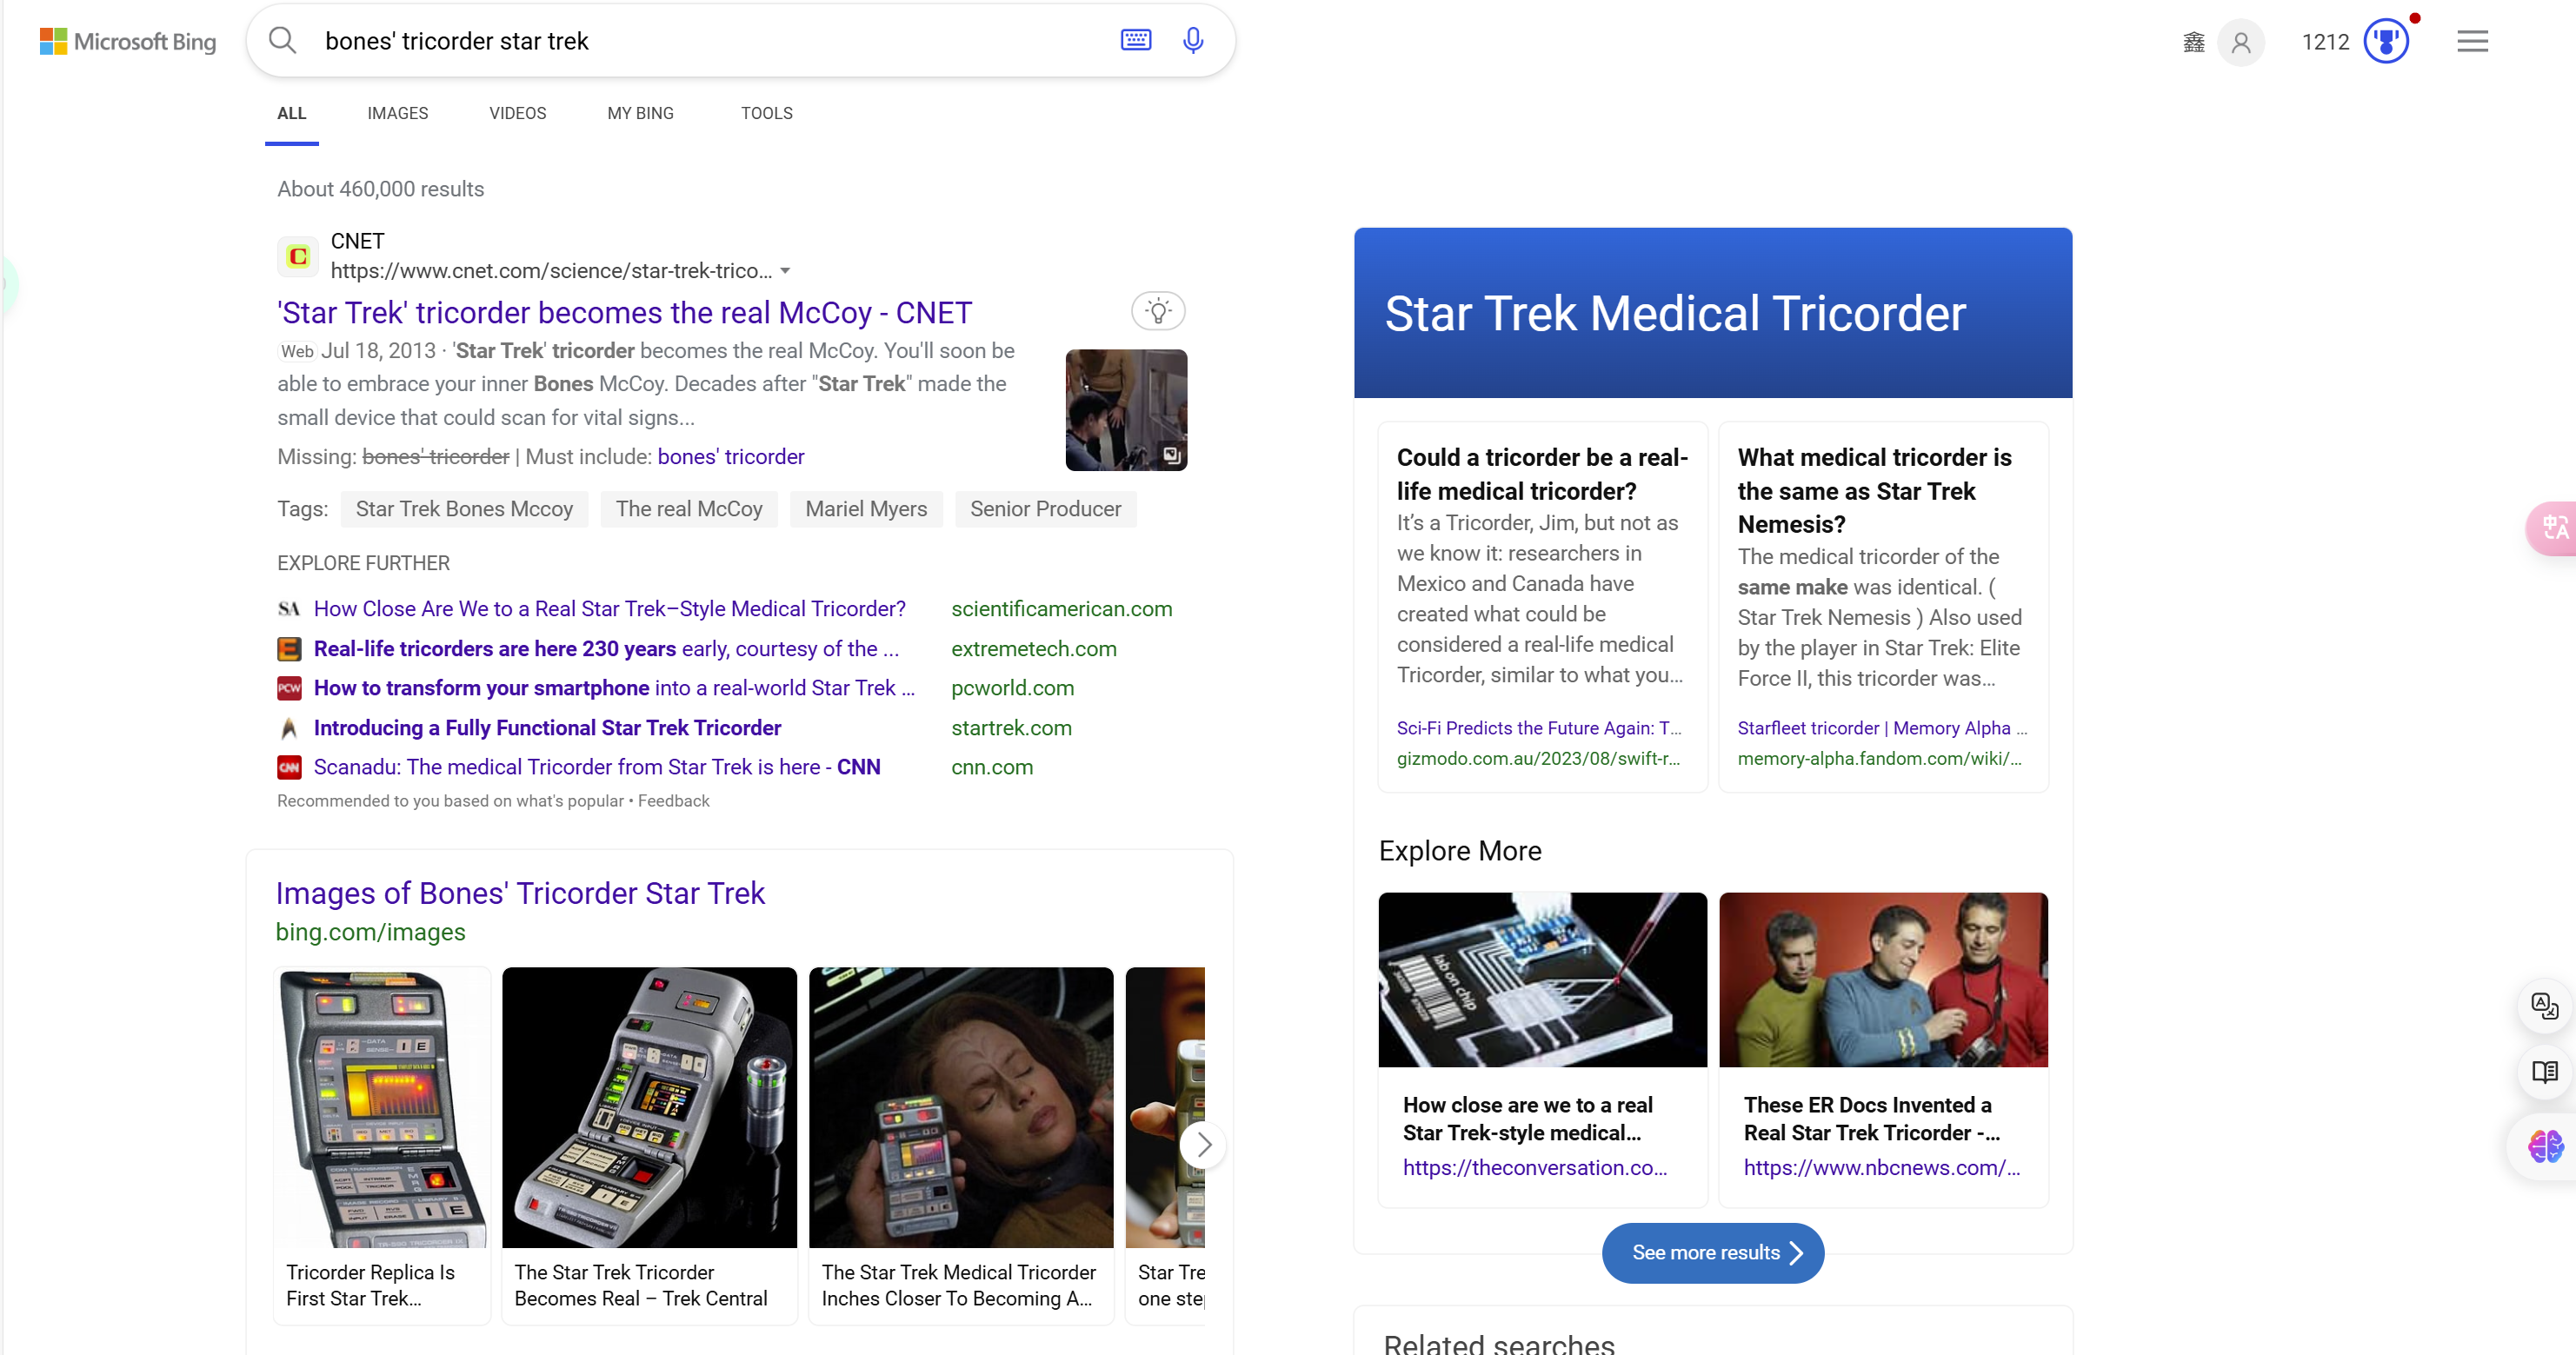 Microsoft Bing
bones' tricorder star trek
鑫
1212
ALL
IMAGES
VIDEOS
MY BING
TOOLS
About 460,000 results
CNET
https://www.cnet.com/science/star-trek-trico...
'Star Trek' tricorder becomes the real McCoy - CNET
Web Jul 18, 2013 · 'Star Trek' tricorder becomes the real McCoy. You'll soon be
able to embrace your inner Bones McCoy. Decades after "Star Trek" made the
small device that could scan for vital signs...
Missing: bones' tricorder | Must include: bones' tricorder
Tags: Star Trek Bones Mccoy The real McCoy Mariel Myers Senior Producer
EXPLORE FURTHER
SA How Close Are We to a Real Star Trek–Style Medical Tricorder? scientificamerican.com
E Real-life tricorders are here 230 years early, courtesy of the ... extremetech.com
PCW How to transform your smartphone into a real-world Star Trek ... pcworld.com
Introducing a Fully Functional Star Trek Tricorder startrek.com
CNN Scanadu: The medical Tricorder from Star Trek is here - CNN cnn.com
Recommended to you based on what's popular • Feedback
Images of Bones' Tricorder Star Trek
bing.com/images
Tricorder Replica Is
First Star Trek...
The Star Trek Tricorder
Becomes Real – Trek Central
The Star Trek Medical Tricorder
Inches Closer To Becoming A...
Star Tre
one ste
Star Trek Medical Tricorder
Could a tricorder be a real-
life medical tricorder?
It's a Tricorder, Jim, but not as
we know it: researchers in
Mexico and Canada have
created what could be
considered a real-life medical
Tricorder, similar to what you...
Sci-Fi Predicts the Future Again: T...
gizmodo.com.au/2023/08/swift-r...
What medical tricorder is
the same as Star Trek
Nemesis?
The medical tricorder of the
same make was identical. (
Star Trek Nemesis ) Also used
by the player in Star Trek: Elite
Force II, this tricorder was...
Starfleet tricorder | Memory Alpha ...
memory-alpha.fandom.com/wiki/...
Explore More
lab on chip
How close are we to a real
Star Trek-style medical...
https://theconversation.co...
These ER Docs Invented a
Real Star Trek Tricorder -...
https://www.nbcnews.com/...
See more results
Related searches